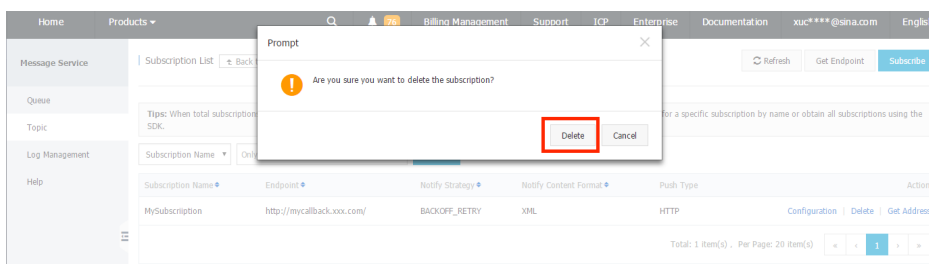 Home Products 76 Billing Management Support ICP Enterprise Documentation xuc****@sina.com Englis
Prompt
Message Service Subscription List Back Refresh Get Endpoint Subscribe
Are you sure you want to delete the subscription?
Queue
Tips: When total subscription for a specific subscription by name or obtain all subscriptions using the
SDK.
Topic
Delete Cancel
Log Management Subscription Name Onl
Help Subscription Name Endpoint Notify Strategy Notify Content Format Push Type Action
MySubscription http://mycallback.xxx.com/ BACKOFF_RETRY XML HTTP Configuration | Delete | Get Address
Total: 1 item(s) , Per Page: 20 item(s) « ‹ 1 › »